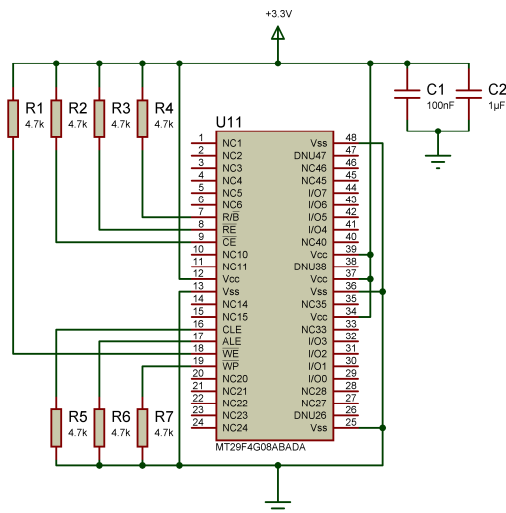 +3.3V
R1
4.7k
R2
4.7k
R3
4.7k
R4
4.7k
C1
100nF
C2
1µF
U11
1 NC1 Vss 48
2 NC2 DNU47 47
3 NC3 NC46 46
4 NC4 NC45 45
5 NC5 I/O7 44
6 NC6 I/O6 43
7 R/B I/O5 42
8 RE I/O4 41
9 CE NC40 40
10 NC10 Vcc 39
11 NC11 DNU38 38
12 Vcc Vcc 37
13 Vss Vss 36
14 NC14 NC35 35
15 NC15 Vcc 34
16 CLE NC33 33
17 ALE I/O3 32
18 WE I/O2 31
19 WP I/O1 30
20 NC20 I/O0 29
21 NC21 NC28 28
22 NC22 NC27 27
23 NC23 DNU26 26
24 NC24 Vss 25
R5
4.7k
R6
4.7k
R7
4.7k
MT29F4G08ABADA